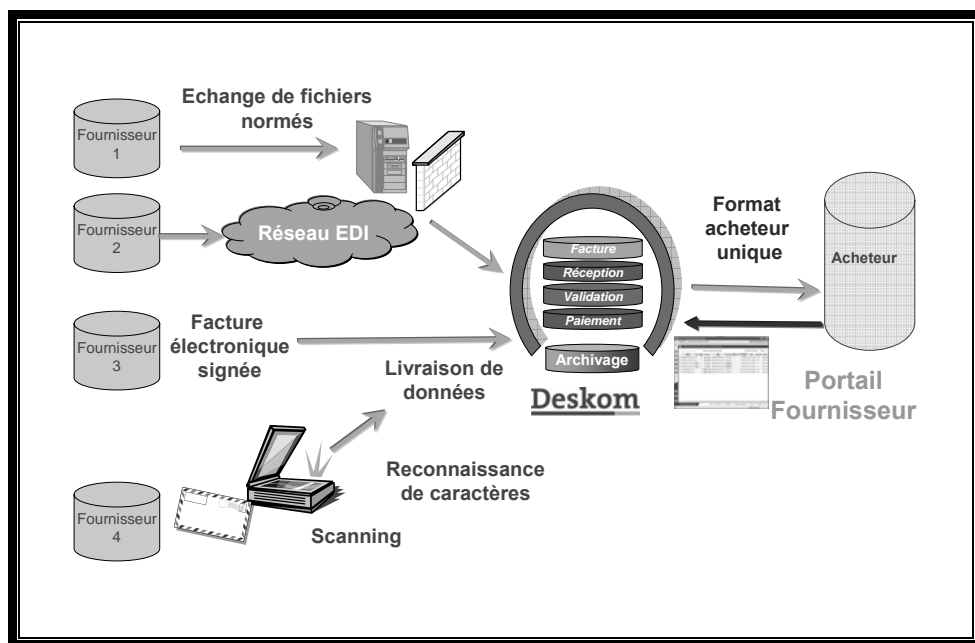 Echange de fichiers
normés
Fournisseur
1
Fournisseur
2
Réseau EDI
Format
acheteur
unique
Facture
Réception
Validation
Paiement
Archivage
Acheteur
Fournisseur
3
Facture
électronique
signée
Livraison de
données
Deskom
Portail
Fournisseur
Reconnaissance
de caractères
Fournisseur
4
Scanning